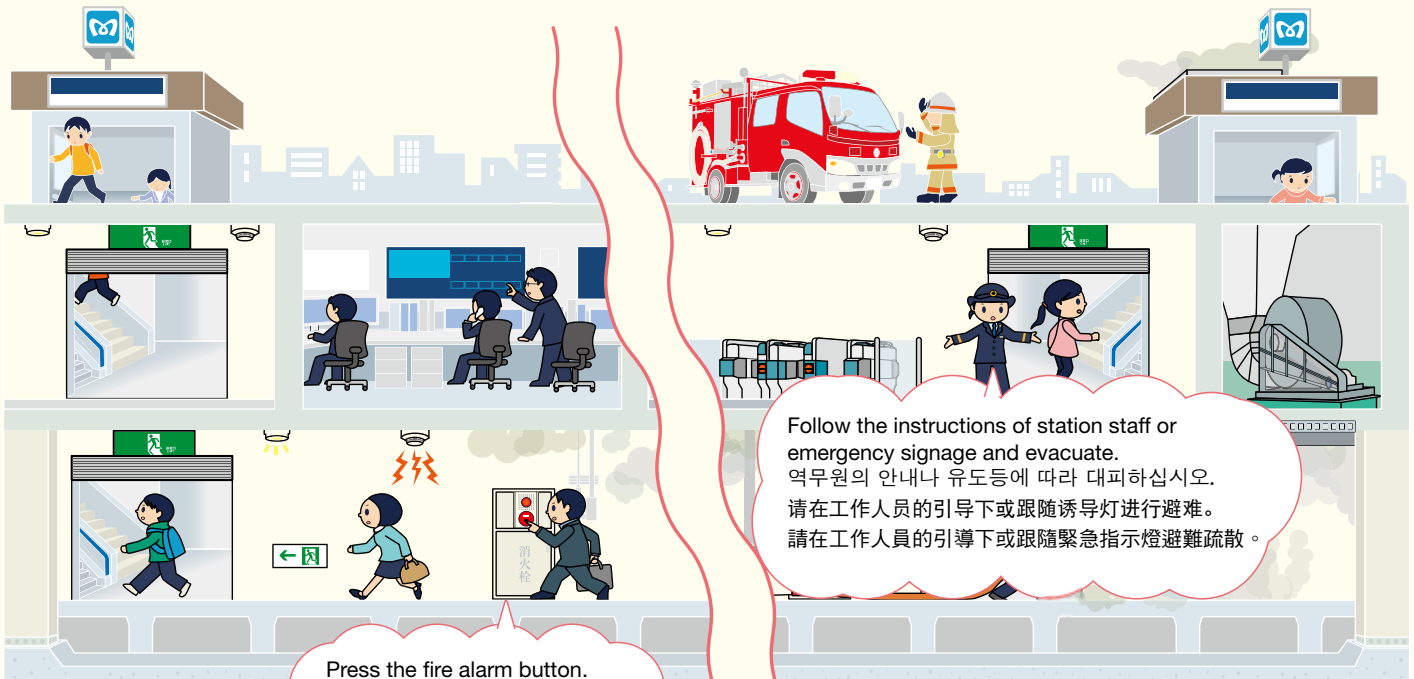 消
火
栓
Follow the instructions of station staff or
emergency signage and evacuate.
역무원의 안내나 유도등에 따라 대피하십시오.
请在工作人员的引导下或跟随诱导灯进行避难。
請在工作人員的引導下或跟隨緊急指示燈避難疏散。
Press the fire alarm button.